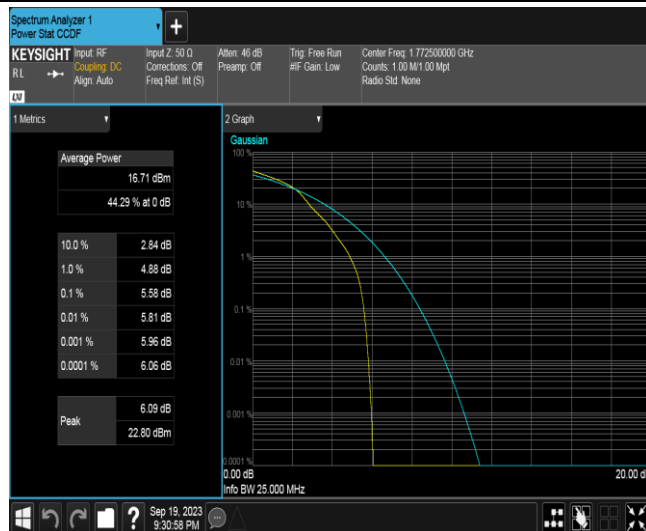 Spectrum Analyzer 1
Power Stat CCDF
+
KEYSIGHT
Input: RF
Input Z: 50 Ω
Atten: 46 dB
Trig: Free Run
Center Freq: 1.772500000 GHz
RL
Coupling: DC
Corrections: Off
Preamp: Off
#IF Gain: Low
Counts: 1.00 M/1.00 Mpt
Align: Auto
Freq Ref: Int (S)
Radio Std: None
1 Metrics
Average Power
16.71 dBm
44.29 % at 0 dB
10.0 % 2.84 dB
1.0 % 4.88 dB
0.1 % 5.58 dB
0.01 % 5.81 dB
0.001 % 5.96 dB
0.0001 % 6.06 dB
Peak
6.09 dB
22.80 dBm
2 Graph
Gaussian
100 %
10 %
1 %
0.1 %
0.01 %
0.001 %
0.0001 %
0.00 dB
20.00 d
Info BW 25.000 MHz
?
Sep 19, 2023
9:30:58 PM